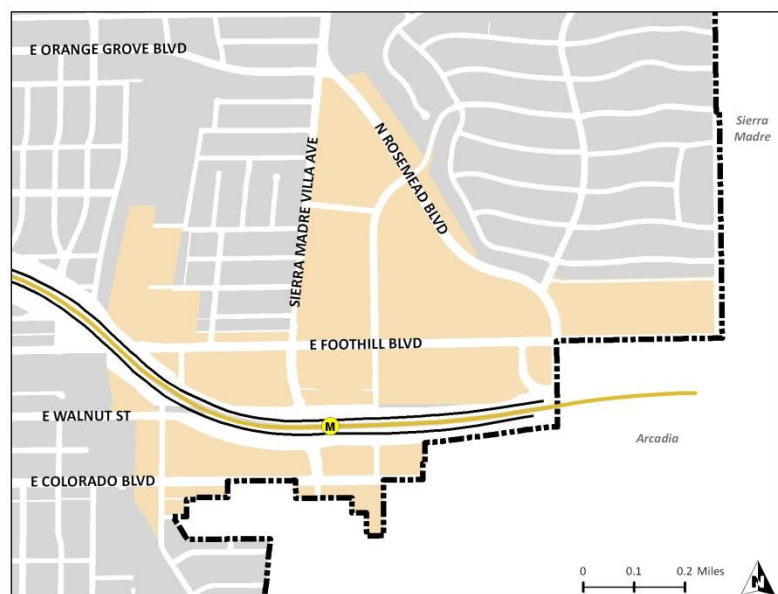 E ORANGE GROVE BLVD
Sierra
Madre
N ROSEMEAD BLVD
SIERRA MADRE VILLA AVE
E FOOTHILL BLVD
E WALNUT ST
M
Arcadia
E COLORADO BLVD
0 0.1 0.2 Miles
N